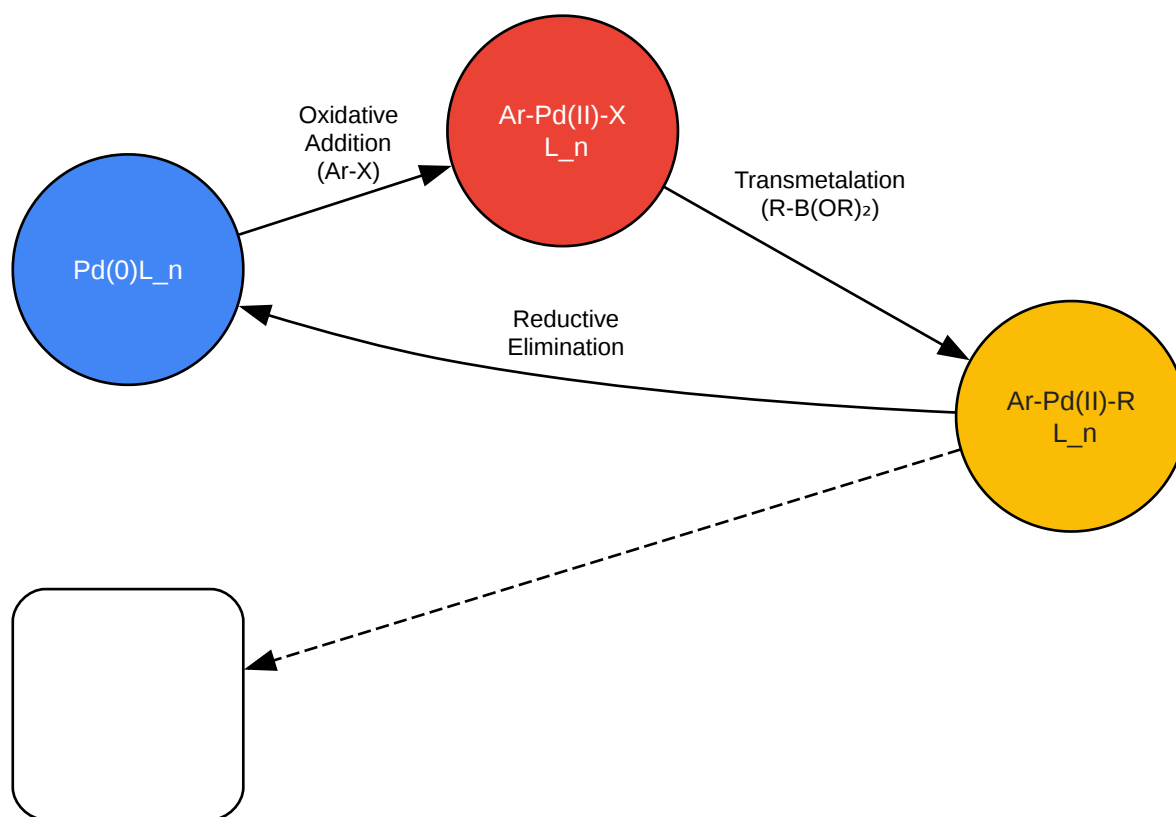 Oxidative
Addition
(Ar-X)
Ar-Pd(II)-X
L_n
Transmetalation
(R-B(OR)₂)
Pd(0)L_n
Reductive
Elimination
Ar-Pd(II)-R
L_n